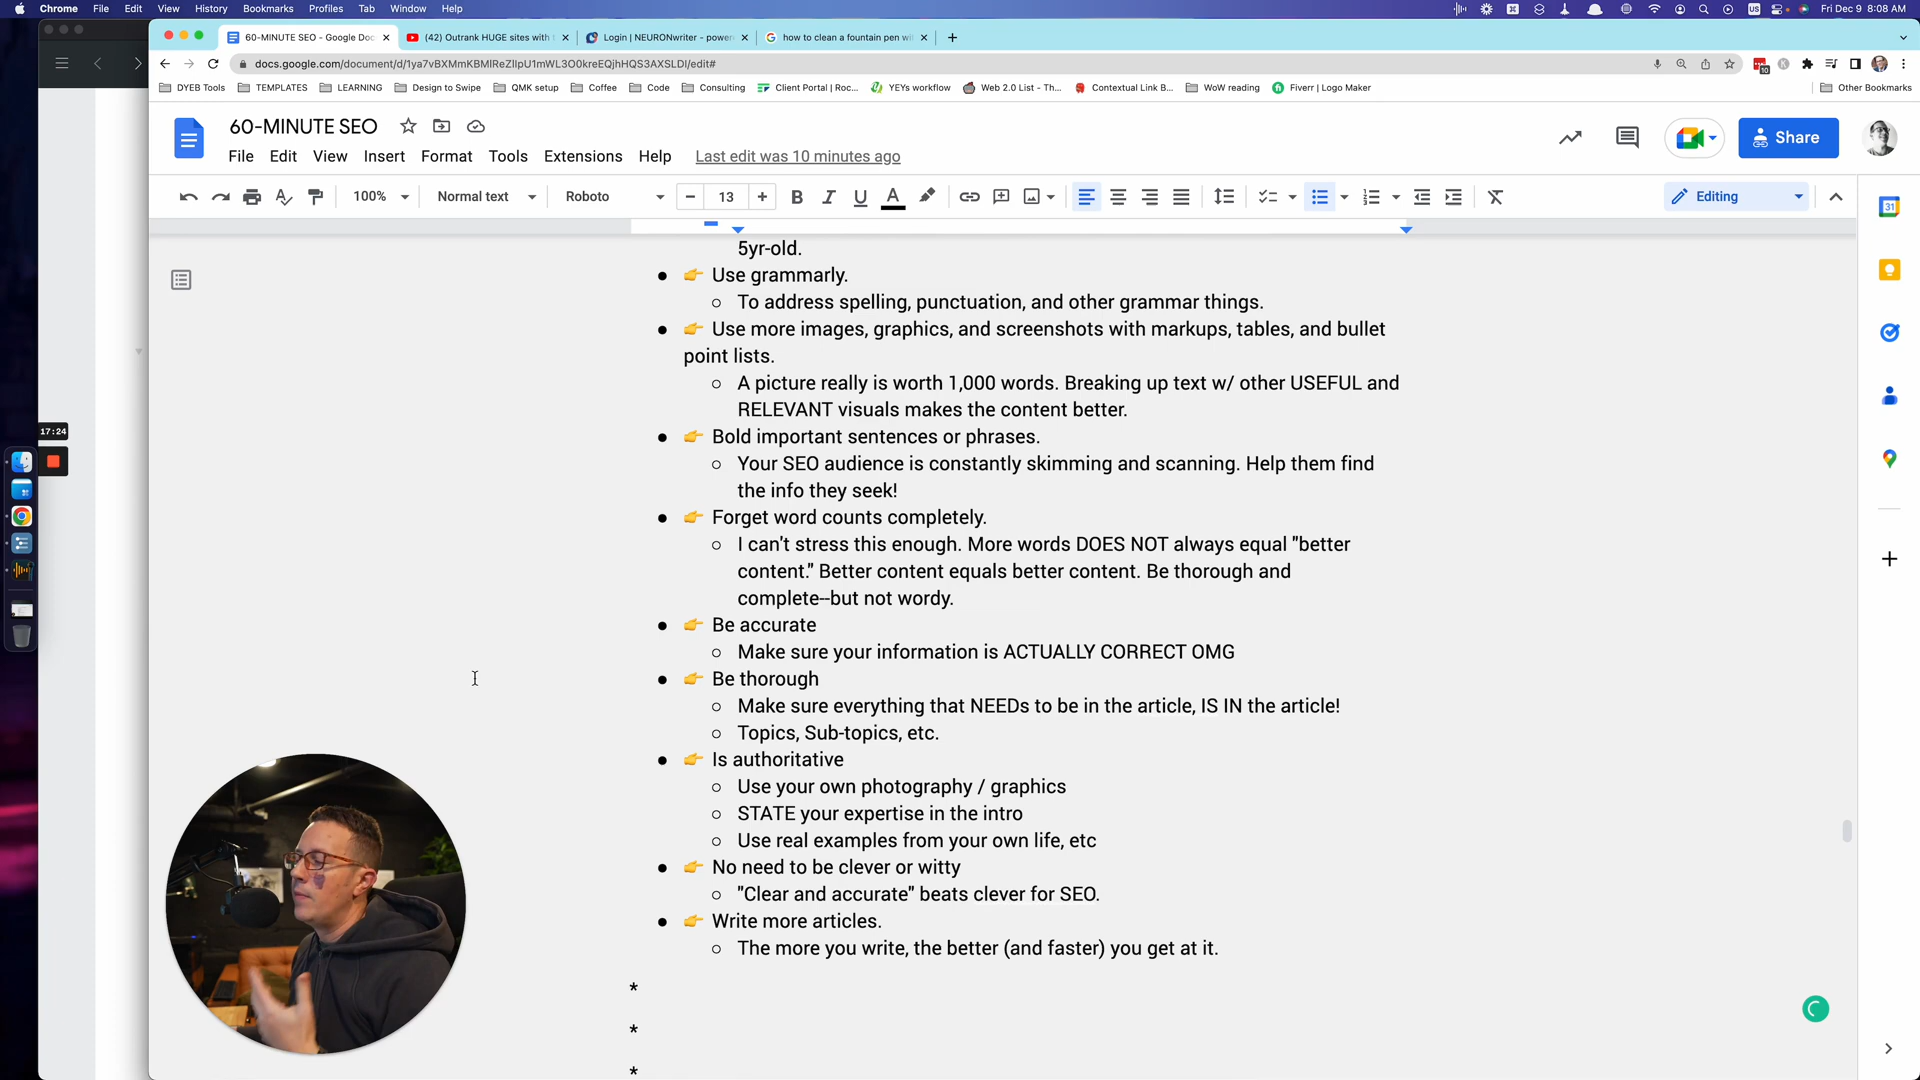 Chrome File Edit View History Bookmarks Profiles Tab Window Help
US
Fri Dec 9 8:08 AM
60-MINUTE SEO - Google Doc
(42) Outrank HUGE sites with
Login | NEURONwriter - power
how to clean a fountain pen wi
docs.google.com/document/d/1ya7vBXMmKBMlReZllpU1mWL3O0kreEQjhHQS3AXSLDI/edit#
10
DYEB Tools TEMPLATES LEARNING Design to Swipe QMK setup Coffee Code Consulting Client Portal | Roc... YEYs workflow Web 2.0 List - Th... Contextual Link B... WoW reading Fiverr | Logo Maker Other Bookmarks
60-MINUTE SEO
File Edit View Insert Format Tools Extensions Help Last edit was 10 minutes ago
Share
100% Normal text Roboto 13 B I U A Editing
31
5yr-old.
● 👉 Use grammarly.
○ To address spelling, punctuation, and other grammar things.
● 👉 Use more images, graphics, and screenshots with markups, tables, and bullet
point lists.
○ A picture really is worth 1,000 words. Breaking up text w/ other USEFUL and
RELEVANT visuals makes the content better.
● 👉 Bold important sentences or phrases.
○ Your SEO audience is constantly skimming and scanning. Help them find
the info they seek!
● 👉 Forget word counts completely.
○ I can't stress this enough. More words DOES NOT always equal "better
content." Better content equals better content. Be thorough and
complete--but not wordy.
● 👉 Be accurate
○ Make sure your information is ACTUALLY CORRECT OMG
● 👉 Be thorough
○ Make sure everything that NEEDs to be in the article, IS IN the article!
○ Topics, Sub-topics, etc.
● 👉 Is authoritative
○ Use your own photography / graphics
○ STATE your expertise in the intro
○ Use real examples from your own life, etc
● 👉 No need to be clever or witty
○ "Clear and accurate" beats clever for SEO.
● 👉 Write more articles.
○ The more you write, the better (and faster) you get at it.
*
*
*
17:24